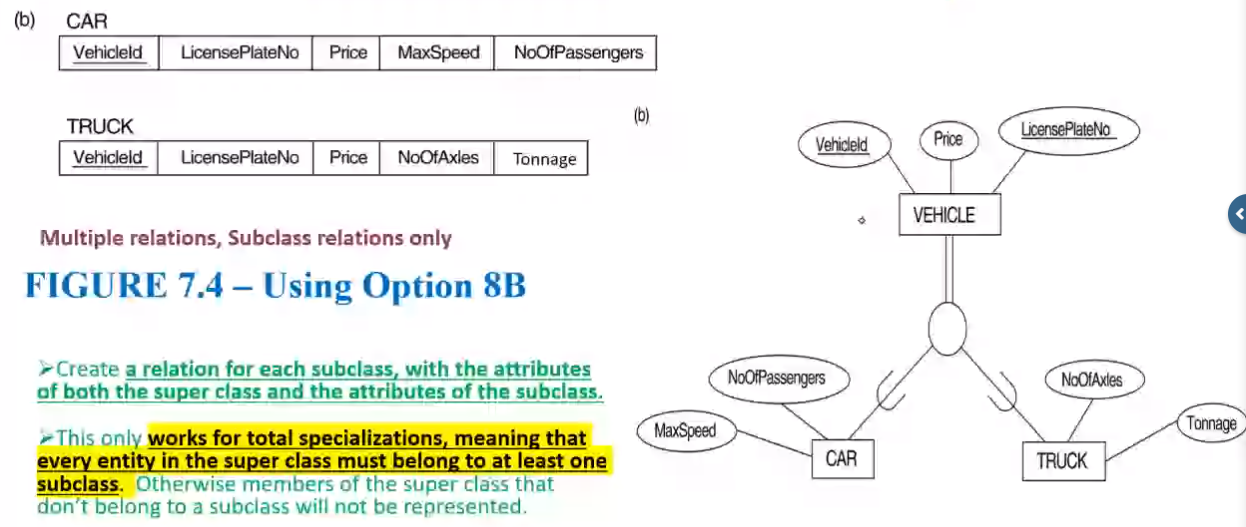 (b) CAR
VehicleId LicensePlateNo Price MaxSpeed NoOfPassengers
TRUCK
VehicleId LicensePlateNo Price NoOfAxles Tonnage
Multiple relations, Subclass relations only
FIGURE 7.4 – Using Option 8B
➢Create a relation for each subclass, with the attributes
of both the super class and the attributes of the subclass.
➢This only works for total specializations, meaning that
every entity in the super class must belong to at least one
subclass. Otherwise members of the super class that
don't belong to a subclass will not be represented.
(b)
VehicleId Price LicensePlateNo
VEHICLE
NoOfPassengers NoOfAxles
MaxSpeed Tonnage
CAR TRUCK